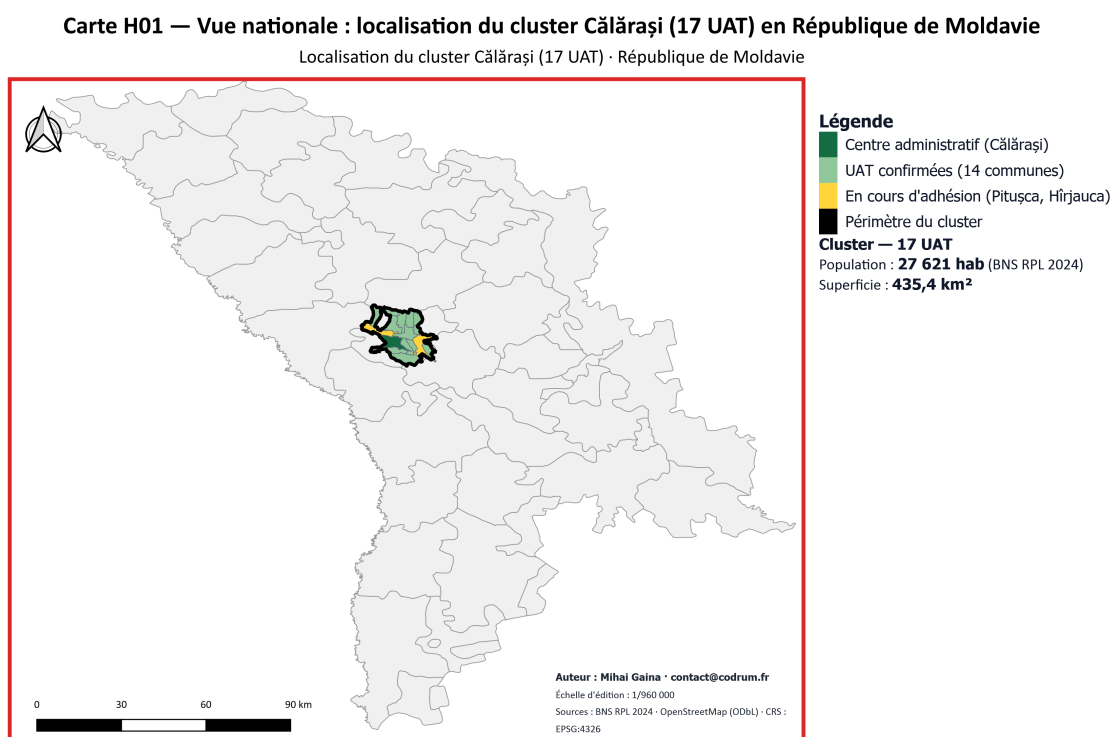 Carte H01 — Vue nationale : localisation du cluster Călărași (17 UAT) en République de Moldavie
Localisation du cluster Călărași (17 UAT) · République de Moldavie
Légende
Centre administratif (Călărași)
UAT confirmées (14 communes)
En cours d'adhésion (Pitușca, Hîrjauca)
Périmètre du cluster
Cluster — 17 UAT
Population : 27 621 hab (BNS RPL 2024)
Superficie : 435,4 km²
Auteur : Mihai Gaina · contact@codrum.fr
Échelle d'édition : 1/960 000
Sources : BNS RPL 2024 · OpenStreetMap (ODbL) · CRS :
EPSG:4326
0 30 60 90 km